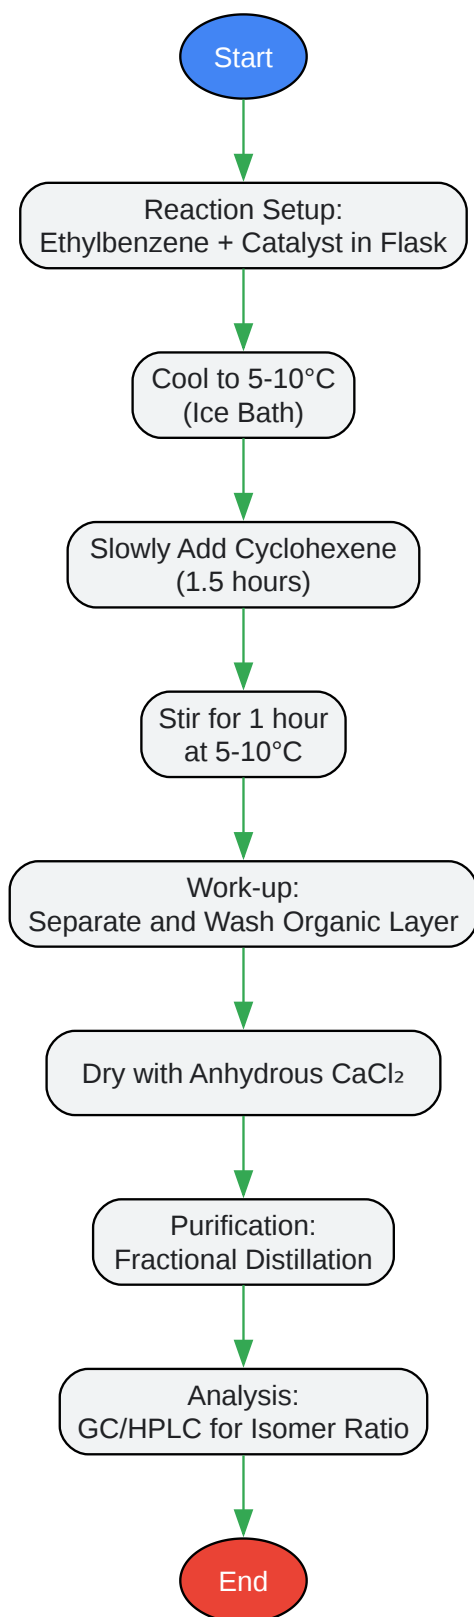 Start
Reaction Setup:
Ethylbenzene + Catalyst in Flask
Cool to 5-10°C
(Ice Bath)
Slowly Add Cyclohexene
(1.5 hours)
Stir for 1 hour
at 5-10°C
Work-up:
Separate and Wash Organic Layer
Dry with Anhydrous CaCl₂
Purification:
Fractional Distillation
Analysis:
GC/HPLC for Isomer Ratio
End